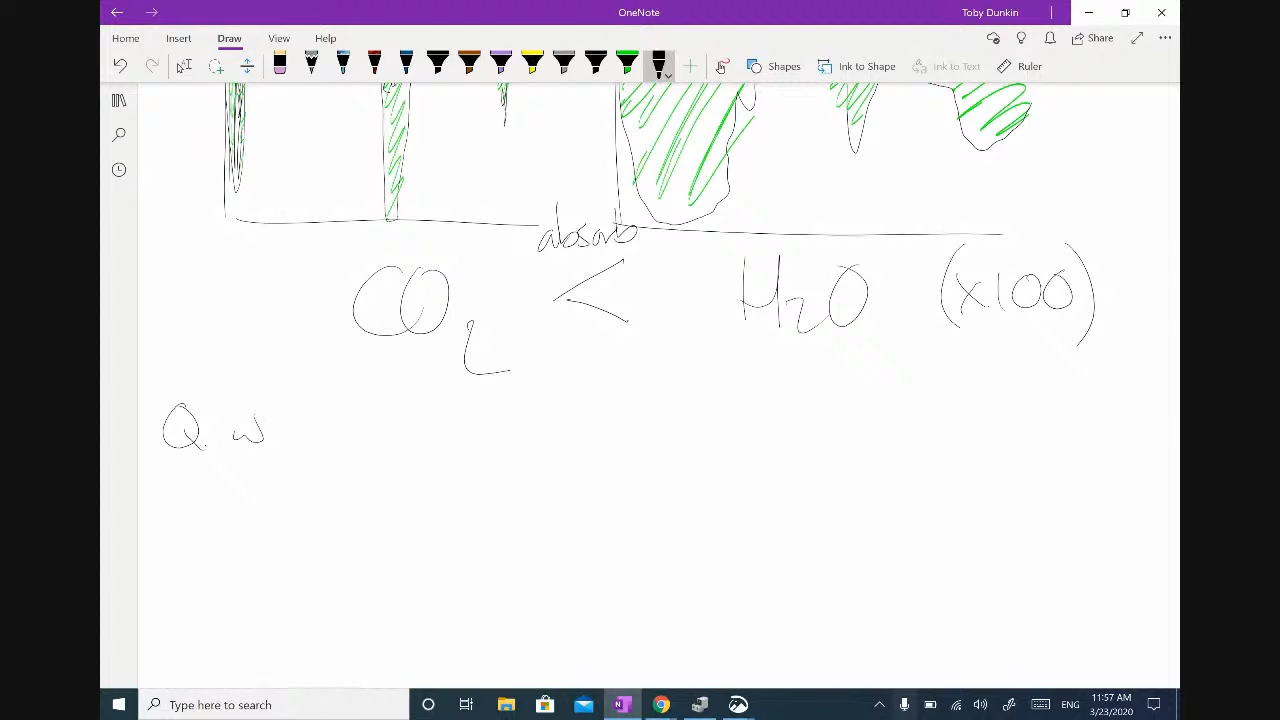 OneNote
Toby Dunkin
Home Insert Draw View Help
Share
Shapes Ink to Shape Ink to Text Ruler
absorb
CO2 < H2O (x100)
Q. w
Type here to search
ENG
11:57 AM
3/23/2020